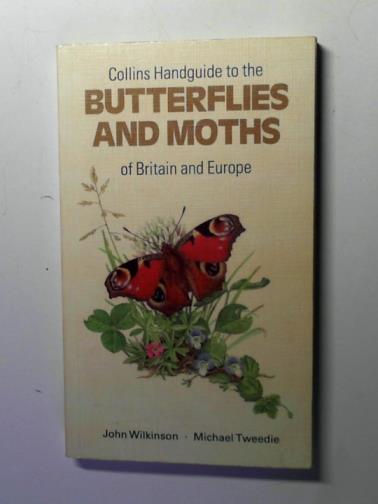 Collins Handguide to the
BUTTERFLIES
AND MOTHS
of Britain and Europe
John Wilkinson · Michael Tweedie